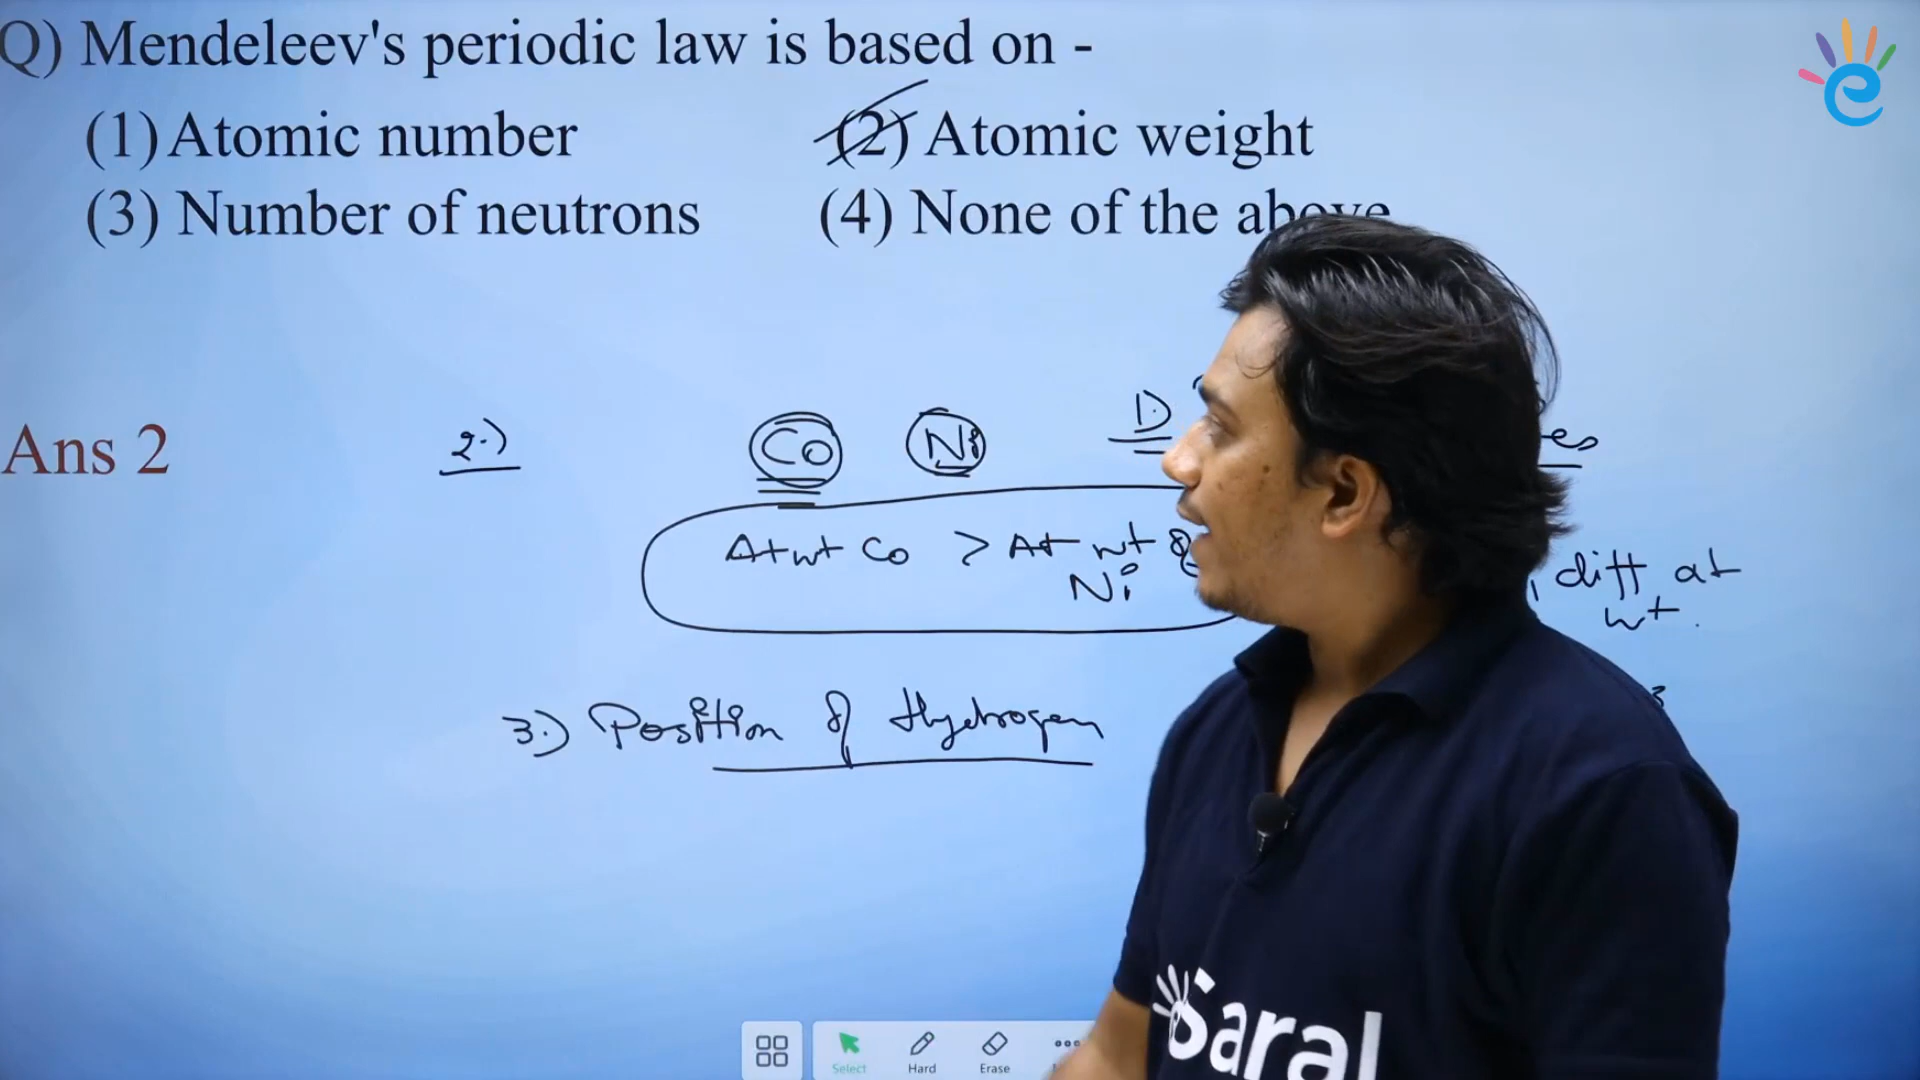 Q) Mendeleev's periodic law is based on -
(1) Atomic number (2) Atomic weight
(3) Number of neutrons (4) None of the above
Ans 2
2.) Co Ni D
At wt Co > At wt
Ni
diff at
wt.
3.) Position of Hydrogen
Saral
Select Hard Erase